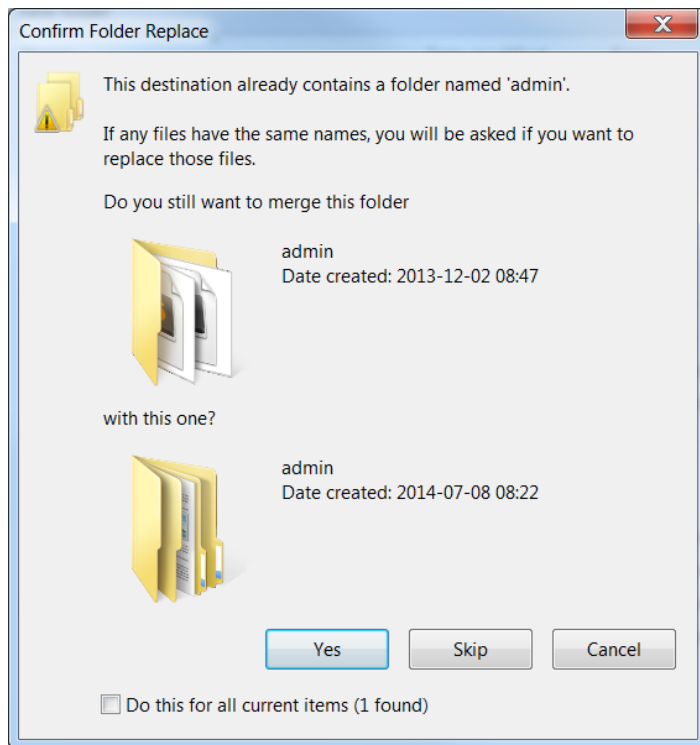 Confirm Folder Replace
This destination already contains a folder named 'admin'.
If any files have the same names, you will be asked if you want to
replace those files.
Do you still want to merge this folder
admin
Date created: 2013-12-02 08:47
with this one?
admin
Date created: 2014-07-08 08:22
Yes Skip Cancel
Do this for all current items (1 found)